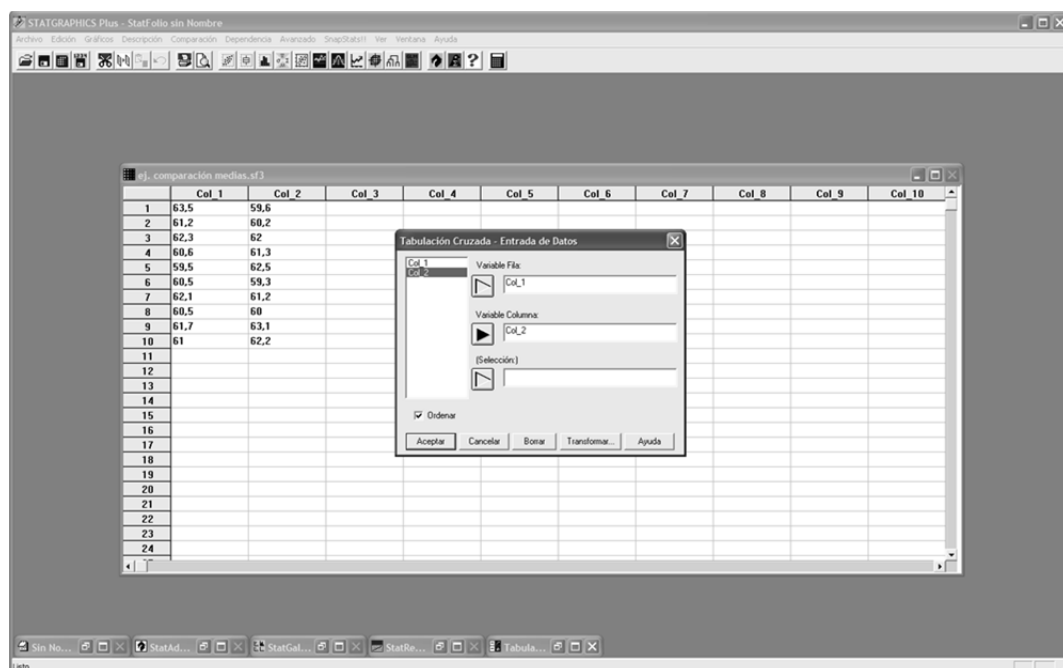 STATGRAPHICS Plus - StatFolio sin Nombre
Archivo Edición Gráficos Descripción Comparación Dependencia Avanzado SnapStats!! Ver Ventana Ayuda
ej. comparación medias.sf3
Col_1 Col_2 Col_3 Col_4 Col_5 Col_6 Col_7 Col_8 Col_9 Col_10
1 63,5 59,6
2 61,2 60,2
3 62,3 62
4 60,6 61,3
5 59,5 62,5
6 60,5 59,3
7 62,1 61,2
8 60,5 60
9 61,7 63,1
10 61 62,2
11
12
13
14
15
16
17
18
19
20
21
22
23
24
Tabulación Cruzada - Entrada de Datos
Col_1
Col_2
Variable Fila:
Col_1
Variable Columna:
Col_2
(Selección:)
Ordenar
Aceptar Cancelar Borrar Transformar... Ayuda
Sin No... StatAd... StatGal... StatRe... Tabula...
Listo